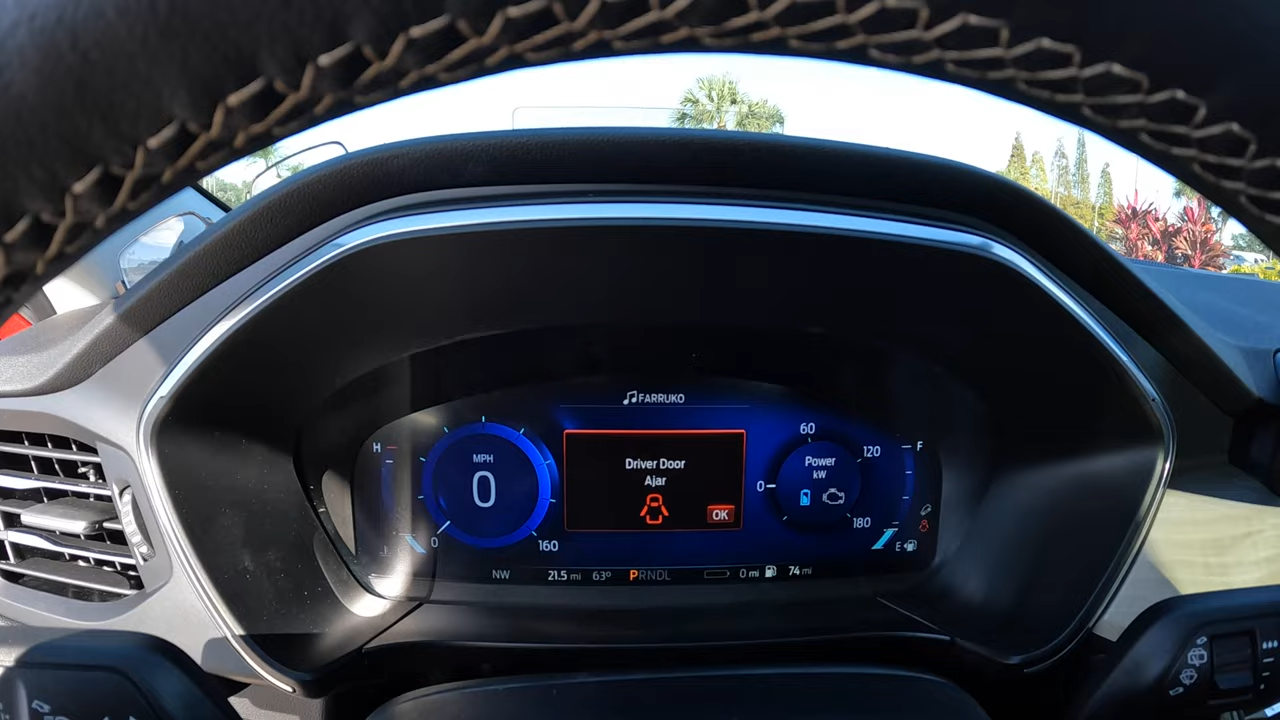 FARRUKO
H
MPH
0
0
160
Driver Door
Ajar
OK
60
120
Power
kW
0
180
F
E
NW 21.5 mi 63° PRNDL 0 mi 74 mi